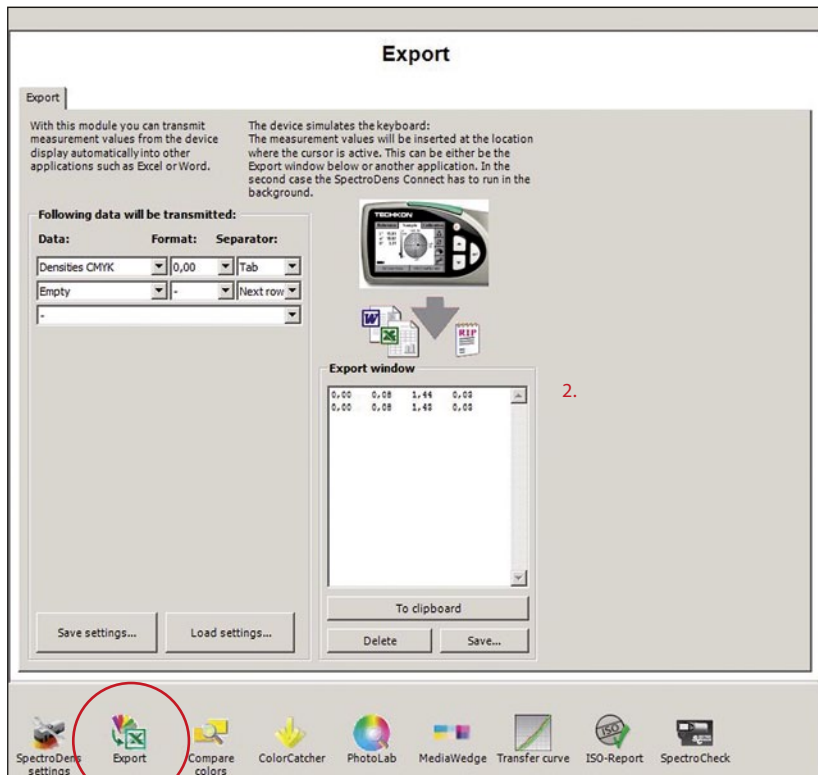 Export
Export
With this module you can transmit
measurement values from the device
display automatically into other
applications such as Excel or Word.
The device simulates the keyboard:
The measurement values will be inserted at the location
where the cursor is active. This can be either be the
Export window below or another application. In the
second case the SpectroDens Connect has to run in the
background.
Following data will be transmitted:
Data: Format: Separator:
Densities CMYK 0,00 Tab
Empty - Next row
-
TECHKON
Sample
W
X
RIP
Export window
0,00 0,08 1,44 0,03
0,00 0,08 1,43 0,03
2.
To clipboard
Delete Save...
Save settings... Load settings...
SpectroDens
settings
Export
Compare
colors
ColorCatcher
PhotoLab
MediaWedge
Transfer curve
ISO
ISO-Report
SpectroCheck